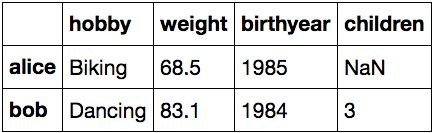 hobby weight birthyear children
alice Biking 68.5 1985 NaN
bob Dancing 83.1 1984 3